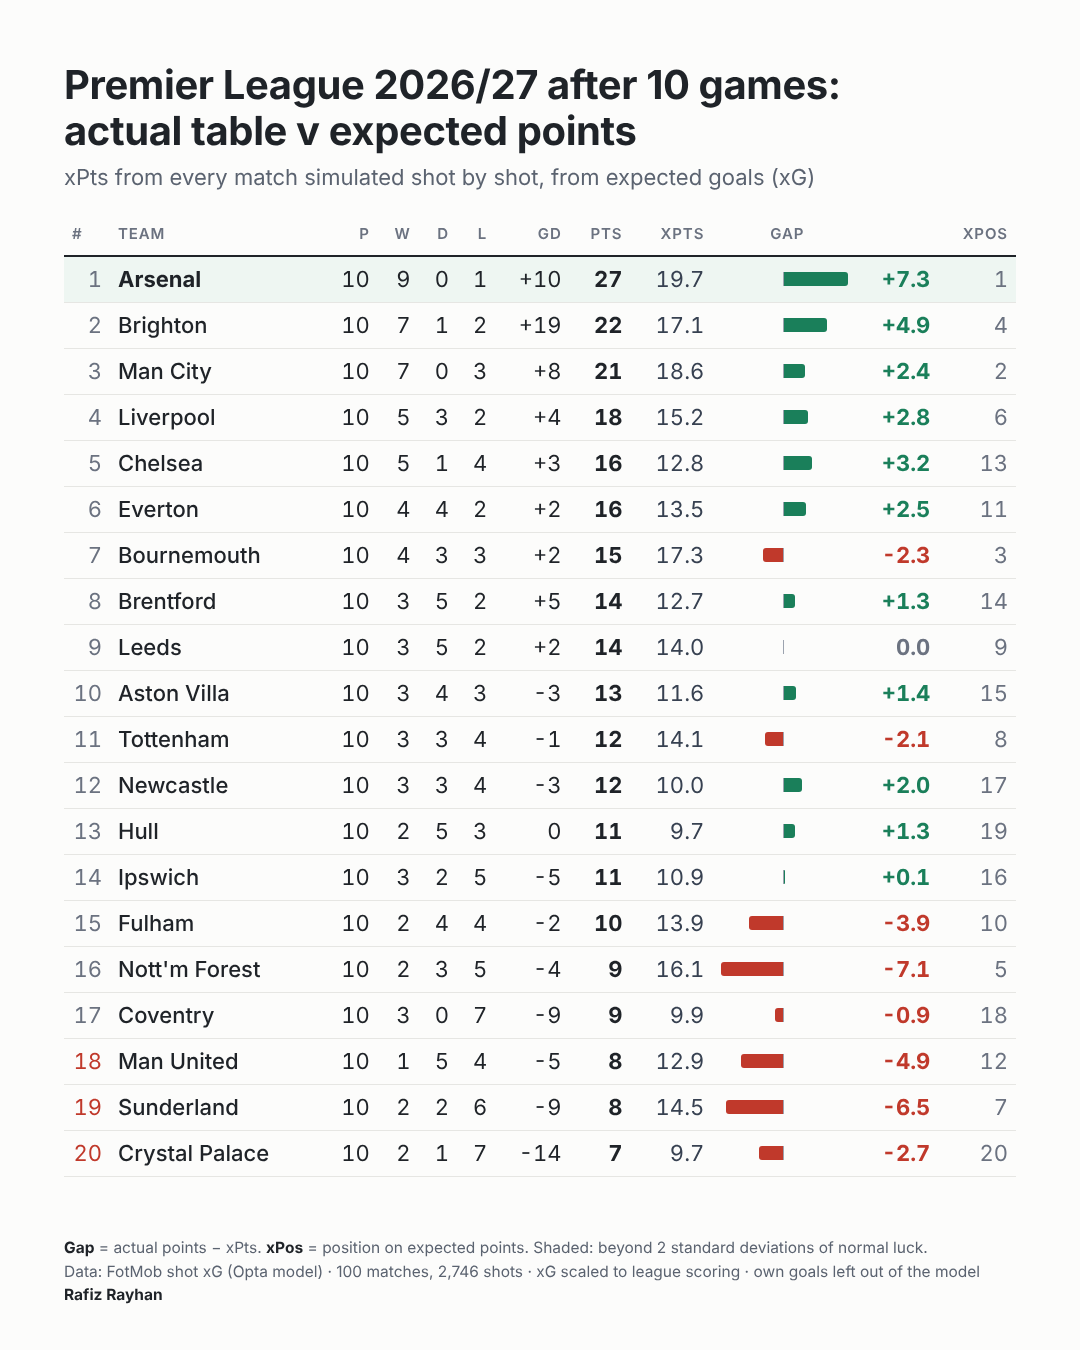 Premier League 2026/27 after 10 games:
actual table v expected points
xPts from every match simulated shot by shot, from expected goals (xG)
# TEAM P W D L GD PTS XPTS GAP XPOS
1 Arsenal 10 9 0 1 +10 27 19.7 +7.3 1
2 Brighton 10 7 1 2 +19 22 17.1 +4.9 4
3 Man City 10 7 0 3 +8 21 18.6 +2.4 2
4 Liverpool 10 5 3 2 +4 18 15.2 +2.8 6
5 Chelsea 10 5 1 4 +3 16 12.8 +3.2 13
6 Everton 10 4 4 2 +2 16 13.5 +2.5 11
7 Bournemouth 10 4 3 3 +2 15 17.3 -2.3 3
8 Brentford 10 3 5 2 +5 14 12.7 +1.3 14
9 Leeds 10 3 5 2 +2 14 14.0 0.0 9
10 Aston Villa 10 3 4 3 -3 13 11.6 +1.4 15
11 Tottenham 10 3 3 4 -1 12 14.1 -2.1 8
12 Newcastle 10 3 3 4 -3 12 10.0 +2.0 17
13 Hull 10 2 5 3 0 11 9.7 +1.3 19
14 Ipswich 10 3 2 5 -5 11 10.9 +0.1 16
15 Fulham 10 2 4 4 -2 10 13.9 -3.9 10
16 Nott'm Forest 10 2 3 5 -4 9 16.1 -7.1 5
17 Coventry 10 3 0 7 -9 9 9.9 -0.9 18
18 Man United 10 1 5 4 -5 8 12.9 -4.9 12
19 Sunderland 10 2 2 6 -9 8 14.5 -6.5 7
20 Crystal Palace 10 2 1 7 -14 7 9.7 -2.7 20
Gap = actual points − xPts. xPos = position on expected points. Shaded: beyond 2 standard deviations of normal luck.
Data: FotMob shot xG (Opta model) · 100 matches, 2,746 shots · xG scaled to league scoring · own goals left out of the model
Rafiz Rayhan